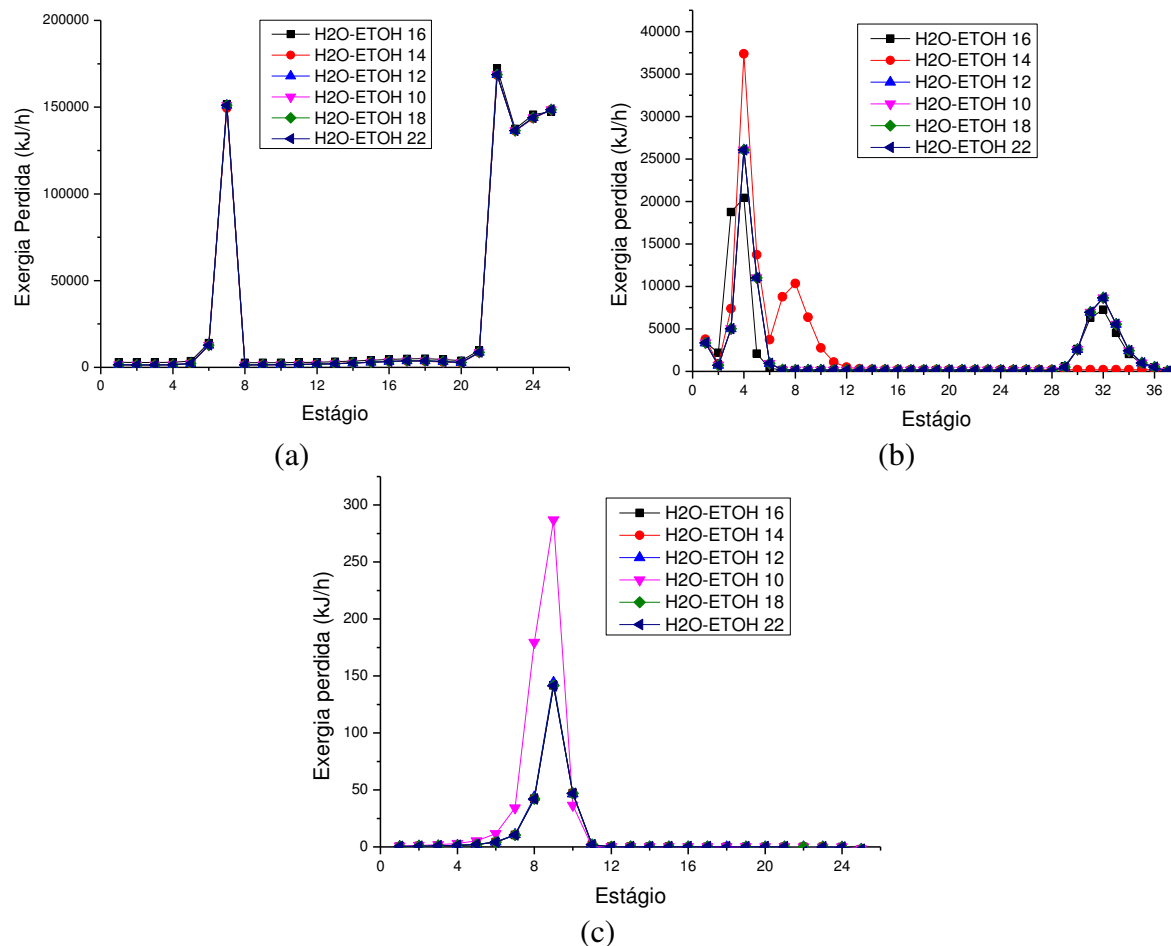 200000
150000
100000
50000
0
Exergia Perdida (kJ/h)
H2O-ETOH 16
H2O-ETOH 14
H2O-ETOH 12
H2O-ETOH 10
H2O-ETOH 18
H2O-ETOH 22
0 4 8 12 16 20 24
Estágio
(a)
40000
35000
30000
25000
20000
15000
10000
5000
0
Exergia perdida (kJ/h)
H2O-ETOH 16
H2O-ETOH 14
H2O-ETOH 12
H2O-ETOH 10
H2O-ETOH 18
H2O-ETOH 22
0 4 8 12 16 20 24 28 32 36
Estágio
(b)
300
250
200
150
100
50
0
Exergia perdida (kJ/h)
H2O-ETOH 16
H2O-ETOH 14
H2O-ETOH 12
H2O-ETOH 10
H2O-ETOH 18
H2O-ETOH 22
0 4 8 12 16 20 24
Estágio
(c)